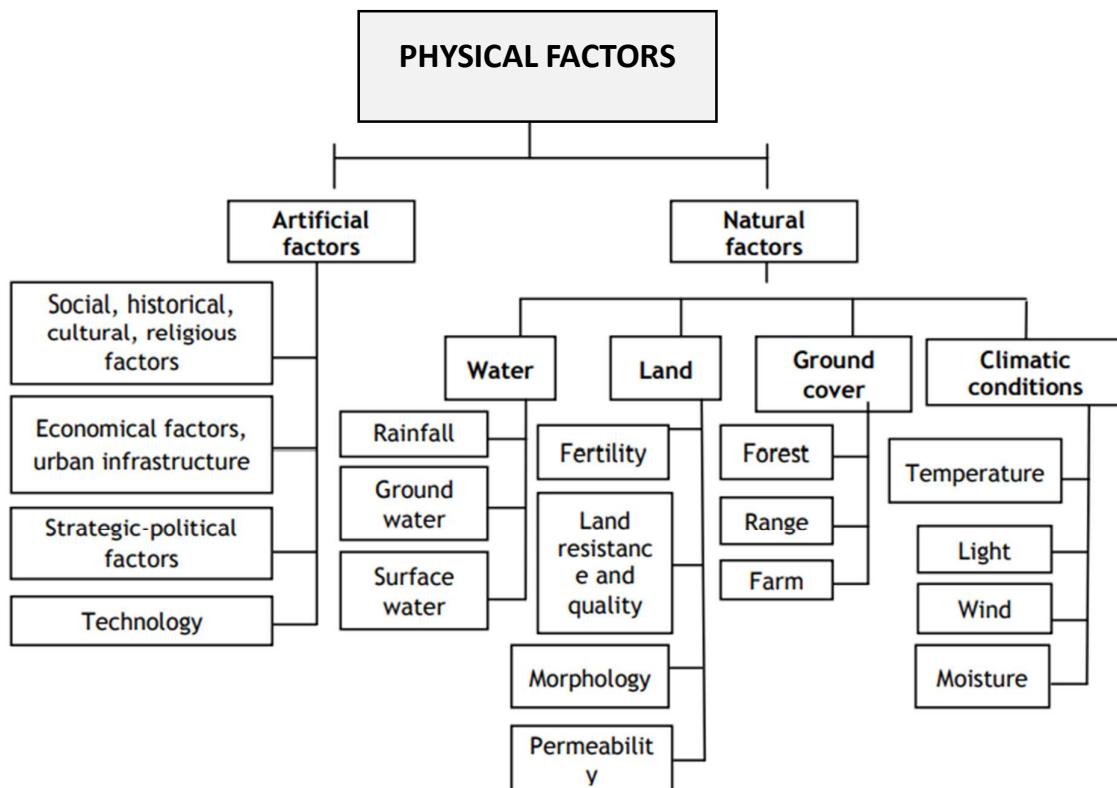 PHYSICAL FACTORS
Artificial
factors
Natural
factors
Social, historical,
cultural, religious
factors
Economical factors,
urban infrastructure
Strategic-political
factors
Technology
Water
Rainfall
Ground
water
Surface
water
Land
Fertility
Land
resistanc
e and
quality
Morphology
Permeabilit
y
Ground
cover
Forest
Range
Farm
Climatic
conditions
Temperature
Light
Wind
Moisture